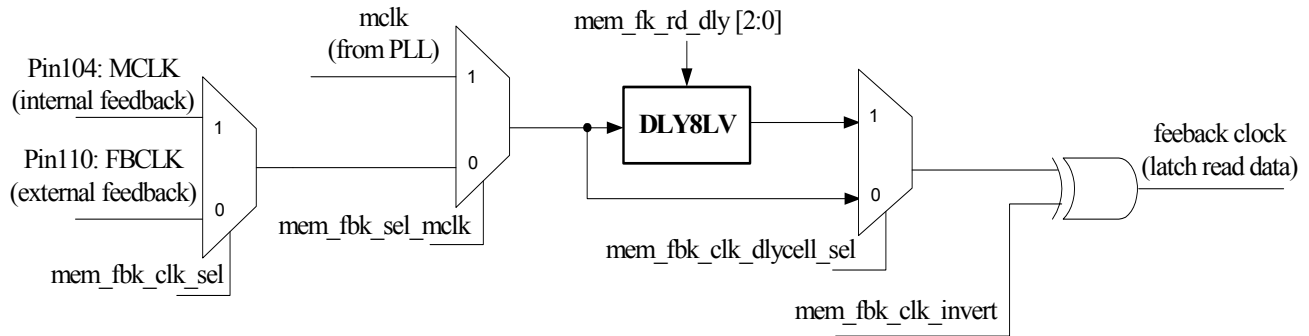 mclk
(from PLL)
mem_fk_rd_dly [2:0]
Pin104: MCLK
(internal feedback)
1
1
DLY8LV
1
feeback clock
(latch read data)
Pin110: FBCLK
(external feedback)
0
0
0
mem_fbk_sel_mclk
mem_fbk_clk_dlycell_sel
mem_fbk_clk_sel
mem_fbk_clk_invert